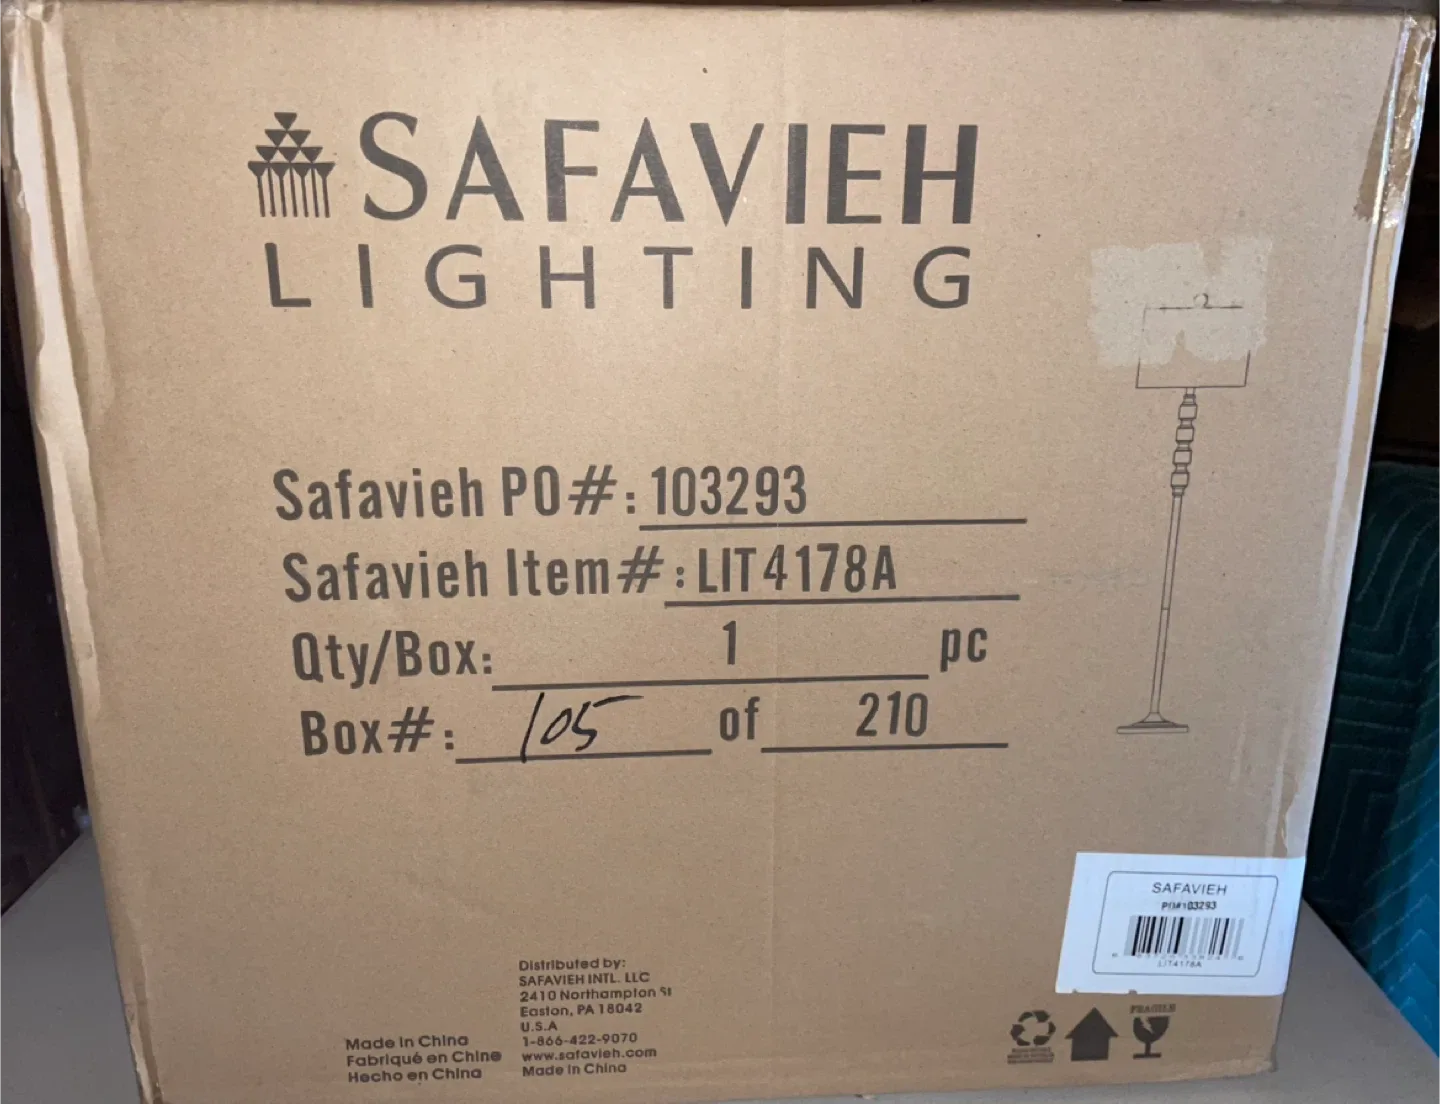 SAFAVIEH
LIGHTING
Safavieh PO#: 103293
Safavieh Item#: LIT4178A
Qty/Box: 1 pc
Box#: 105 of 210
SAFAVIEH
PO#103293
LIT4178A
Distributed by:
SAFAVIEH INTL. LLC
2410 Northampton St
Easton, PA 18042
U.S.A
1-866-422-9070
www.safavieh.com
Made in China
Made in China
Fabriqué en Chine
Hecho en China
FRAGILE